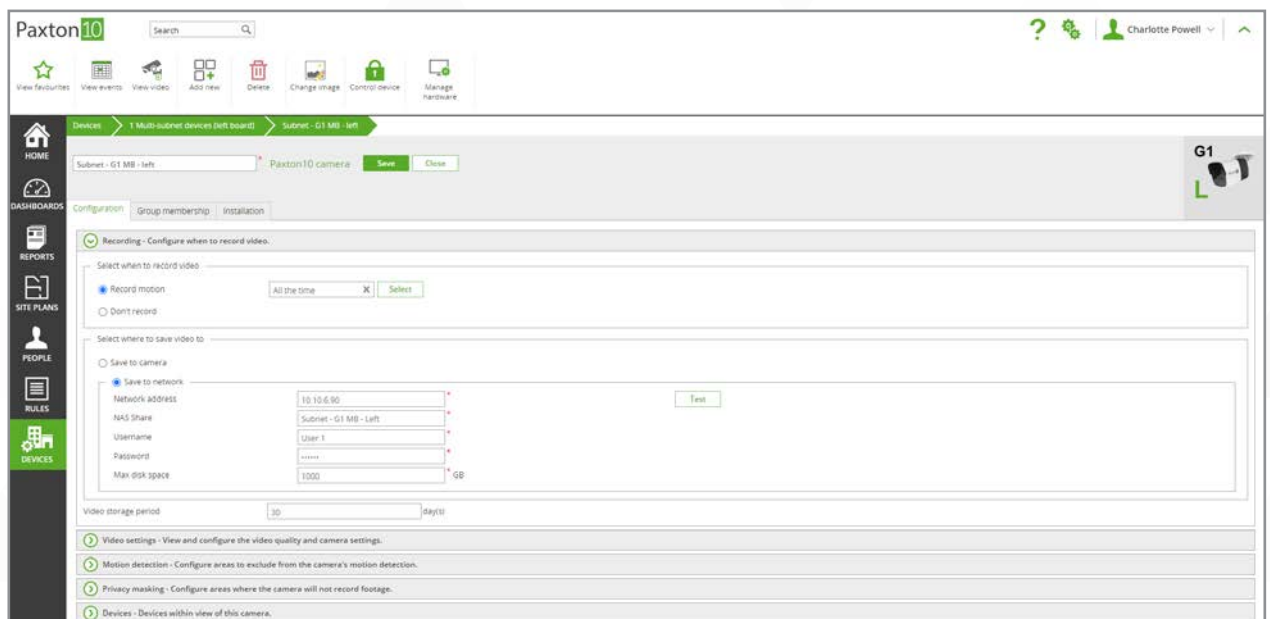 Paxton10
Search
Charlotte Powell
View favourites
View events
View video
Add new
Delete
Change image
Control device
Manage hardware
Devices
1 Multi-subnet devices (left board)
Subnet - G1 MB - left
HOME
DASHBOARDS
REPORTS
SITE PLANS
PEOPLE
RULES
DEVICES
Subnet - G1 MB - left * Paxton10 camera Save Close
G1
L
Configuration Group membership Installation
Recording - Configure when to record video.
Select when to record video
Record motion All the time X Select
Don't record
Select where to save video to
Save to camera
Save to network
Network address 10.10.6.90 * Test
NAS Share Subnet - G1 MB - Left *
Username User 1 *
Password ...... *
Max disk space 1000 * GB
Video storage period 30 day(s)
Video settings - View and configure the video quality and camera settings.
Motion detection - Configure areas to exclude from the camera's motion detection.
Privacy masking - Configure areas where the camera will not record footage.
Devices - Devices within view of this camera.